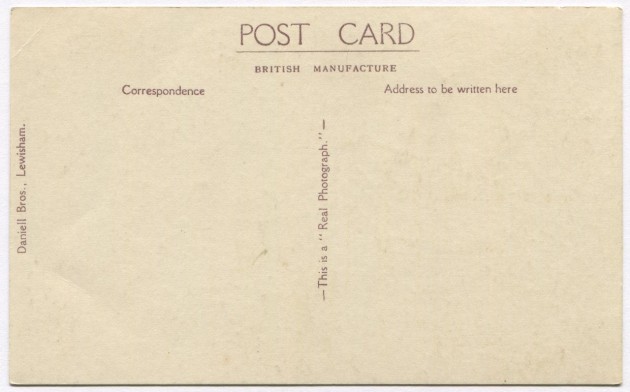 POST CARD
BRITISH MANUFACTURE
Correspondence
Address to be written here
Daniell Bros., Lewisham.
—This is a "Real Photograph."—